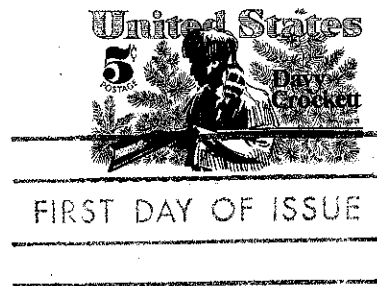 United States
5¢
POSTAGE
Davy
Crockett
FIRST DAY OF ISSUE